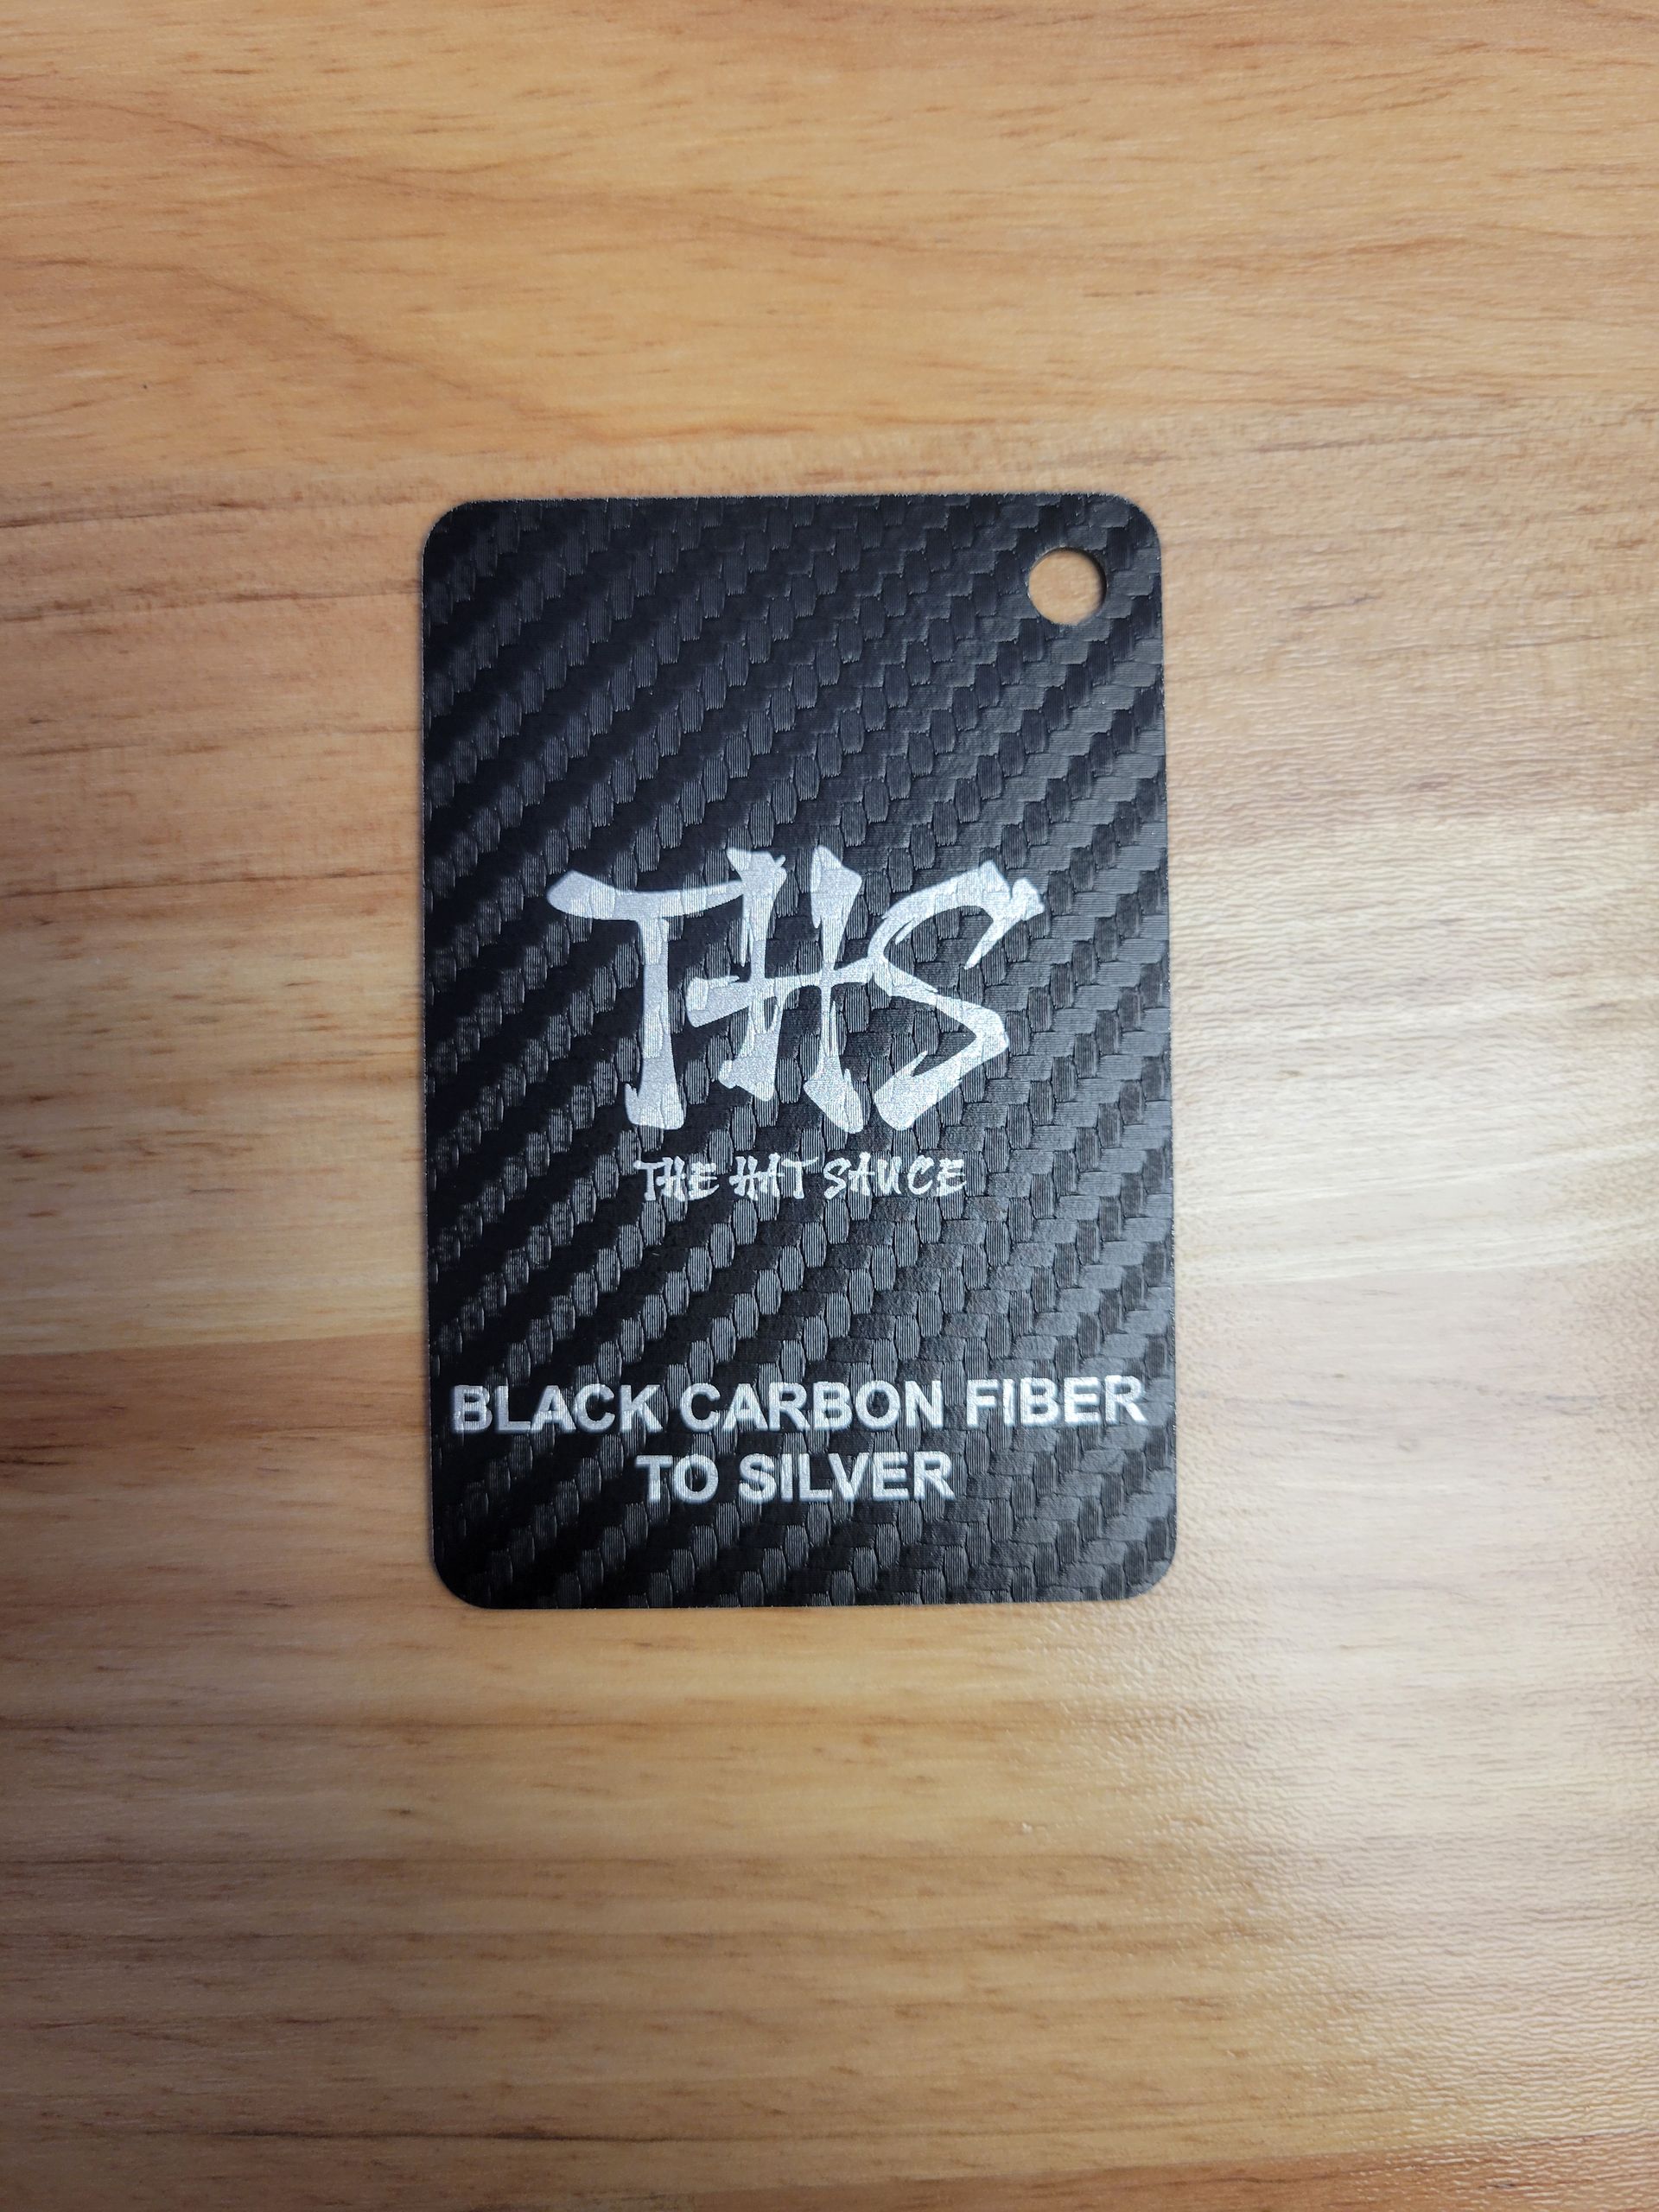 THS
THE HAT SAUCE
BLACK CARBON FIBER
TO SILVER